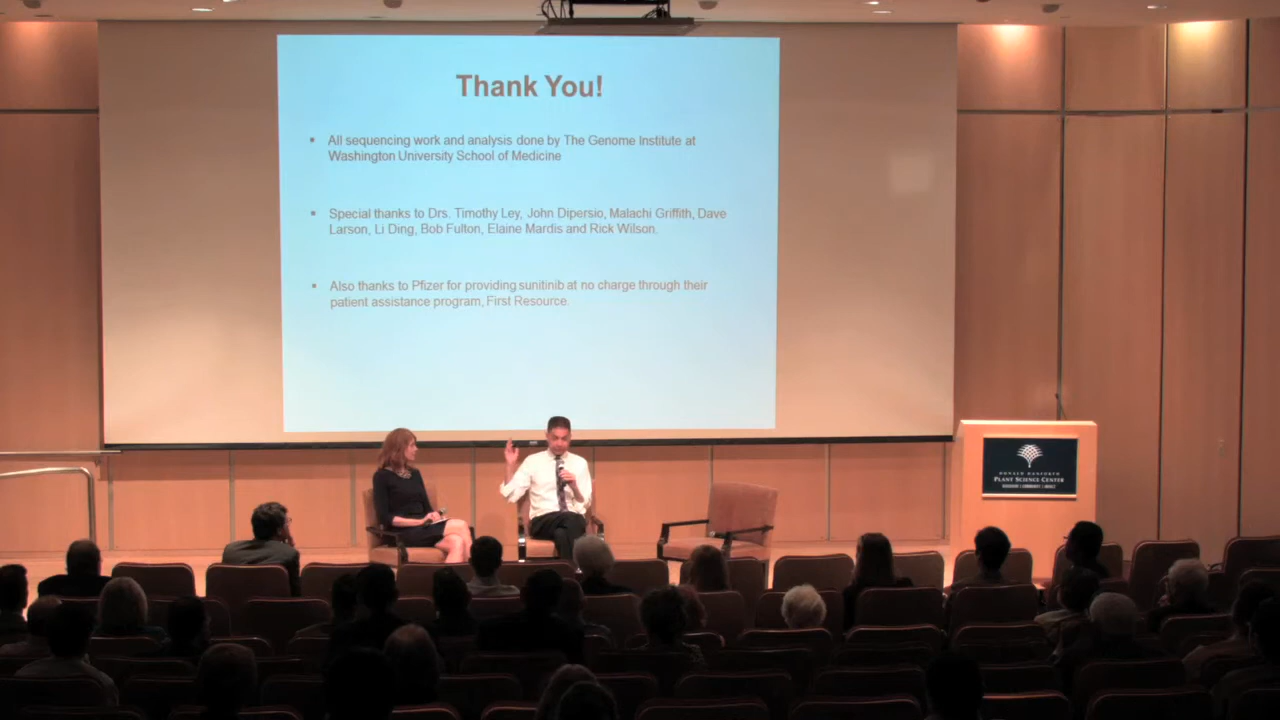 Thank You!
▪ All sequencing work and analysis done by The Genome Institute at
Washington University School of Medicine
▪ Special thanks to Drs. Timothy Ley, John Dipersio, Malachi Griffith, Dave
Larson, Li Ding, Bob Fulton, Elaine Mardis and Rick Wilson.
▪ Also thanks to Pfizer for providing sunitinib at no charge through their
patient assistance program, First Resource.
DONALD DANFORTH
PLANT SCIENCE CENTER